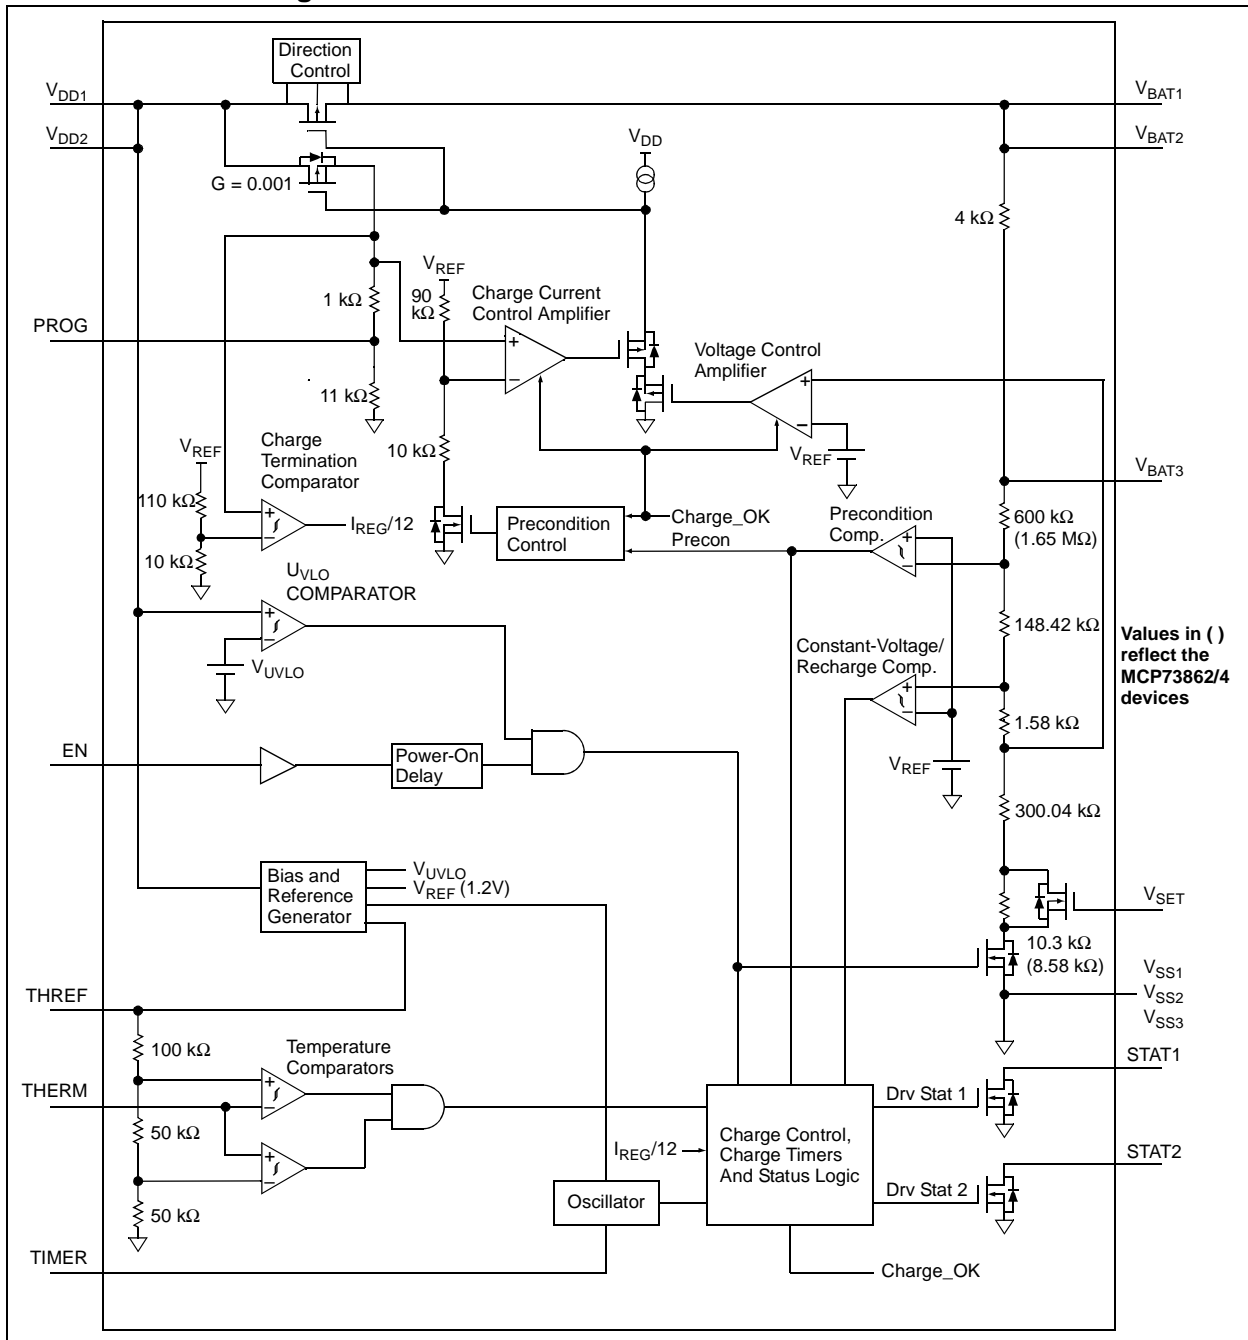 Direction
Control
VDD1
VBAT1
VDD2
VBAT2
VDD
G = 0.001
4 kΩ
VREF
90
kΩ
1 kΩ
Charge Current
Control Amplifier
PROG
Voltage Control
Amplifier
11 kΩ
10 kΩ
VREF
Charge
Termination
Comparator
VREF
VBAT3
110 kΩ
IREG/12
Precondition
Control
Charge_OK
Precon
Precondition
Comp.
600 kΩ
(1.65 MΩ)
10 kΩ
UVLO
COMPARATOR
148.42 kΩ
Values in ( )
reflect the
MCP73862/4
devices
VUVLO
Constant-Voltage/
Recharge Comp.
1.58 kΩ
EN
Power-On
Delay
VREF
300.04 kΩ
Bias and
Reference
Generator
VUVLO
VREF (1.2V)
VSET
10.3 kΩ
(8.58 kΩ)
VSS1
VSS2
VSS3
THREF
100 kΩ
Temperature
Comparators
STAT1
THERM
Drv Stat 1
50 kΩ
IREG/12
Charge Control,
Charge Timers
And Status Logic
STAT2
50 kΩ
Oscillator
Drv Stat 2
TIMER
Charge_OK